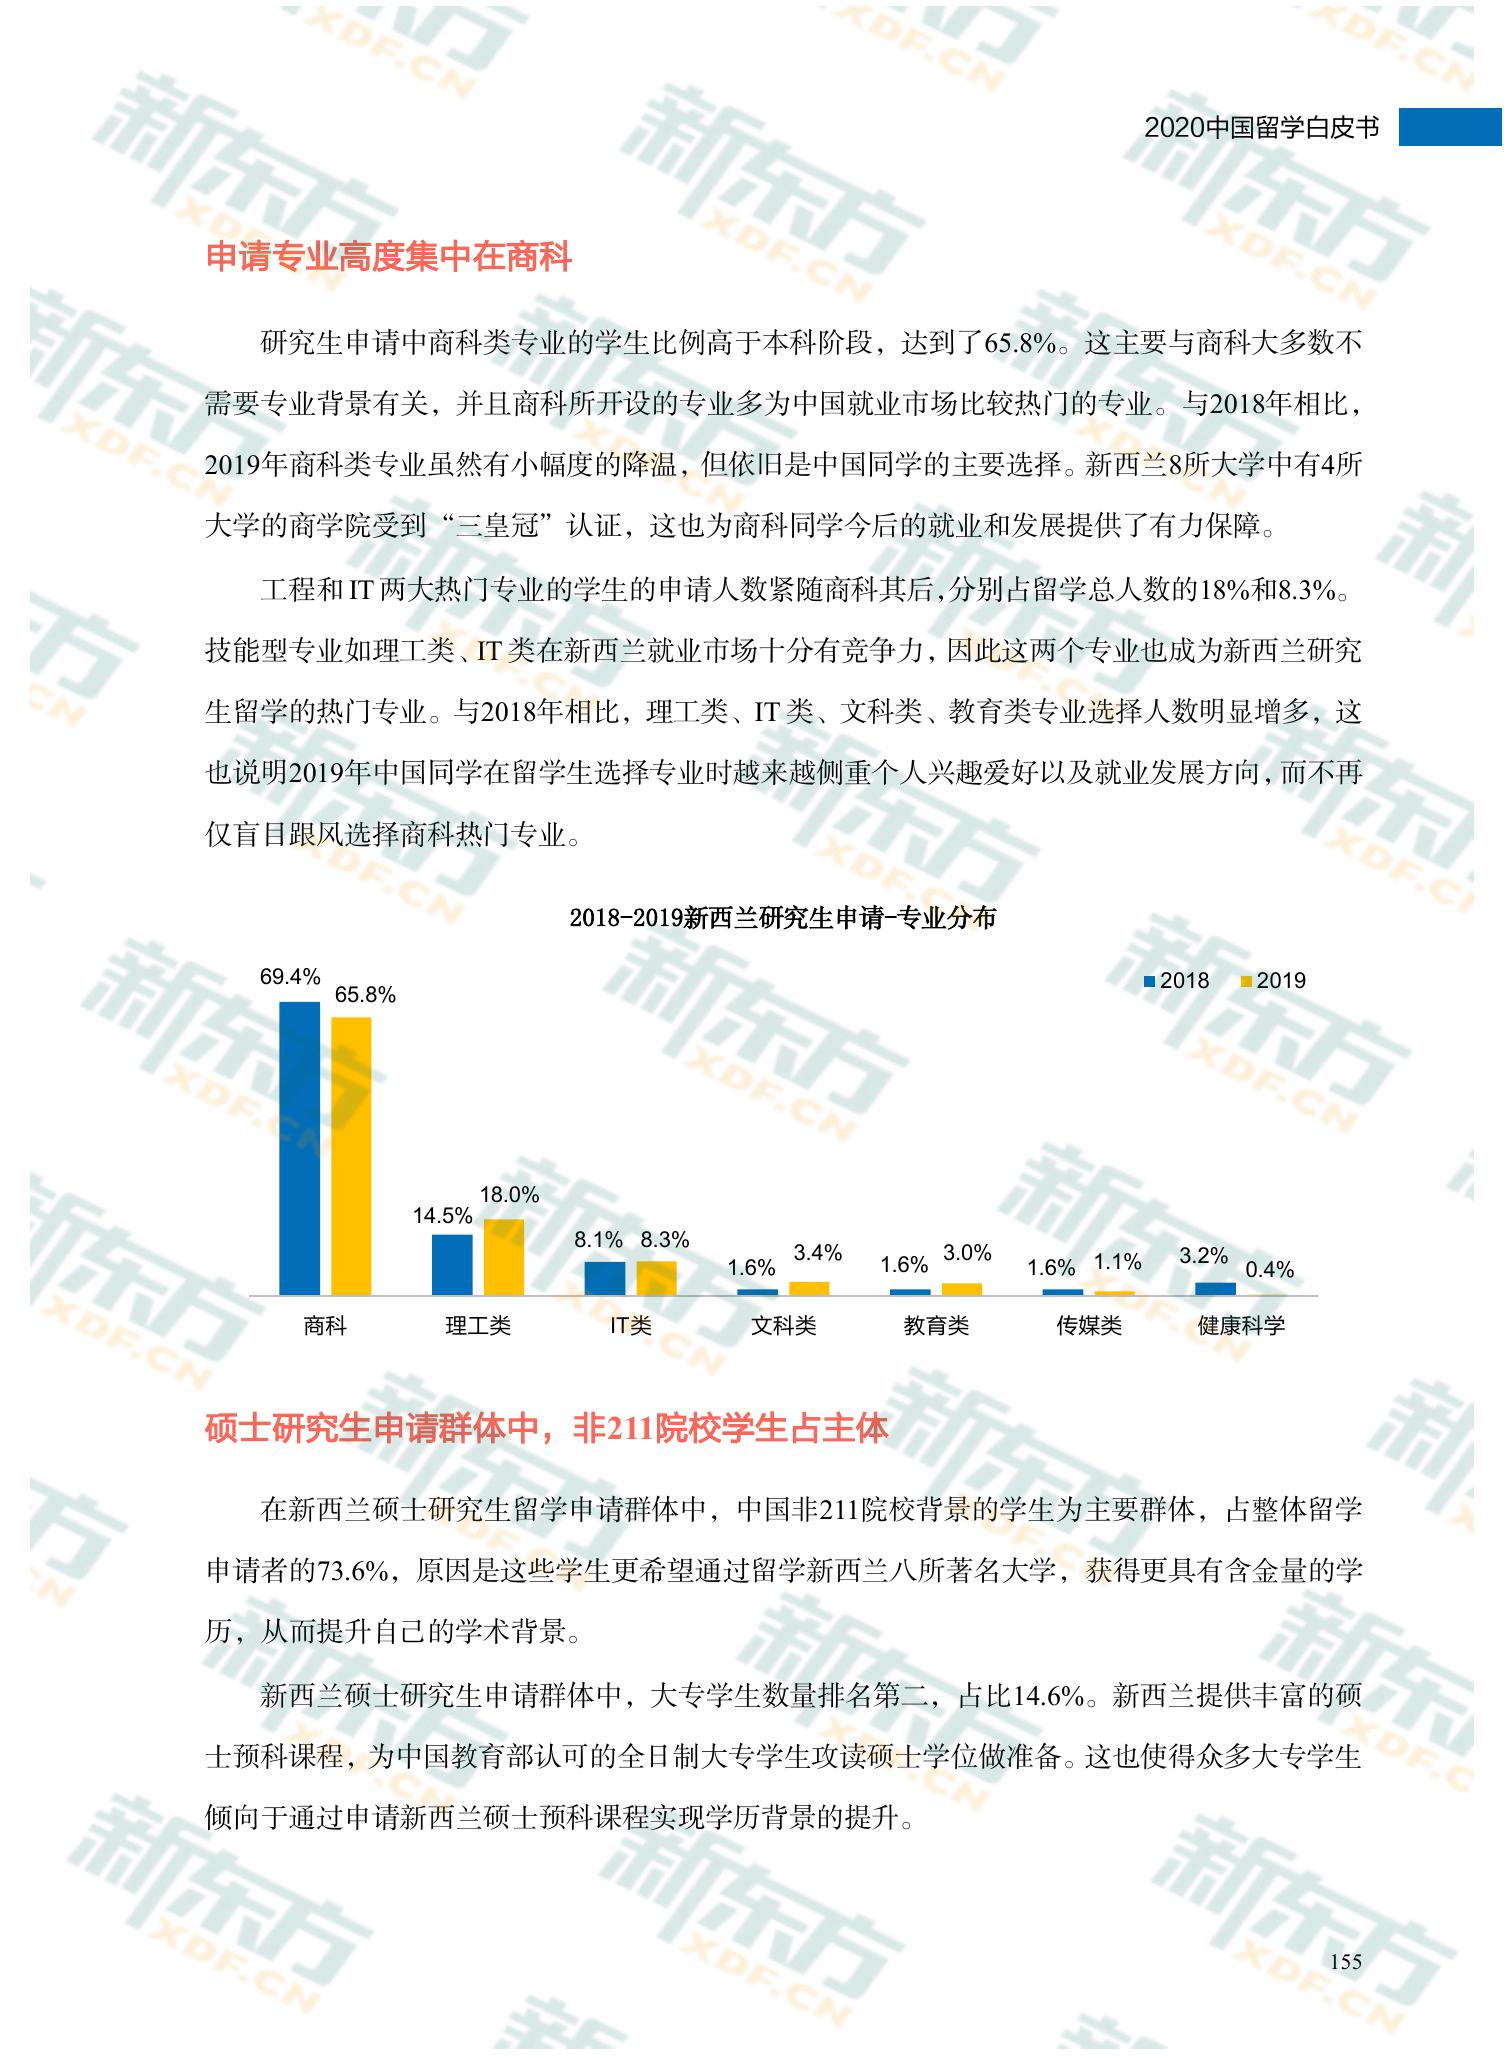 2020中国留学白皮书
申请专业高度集中在商科
研究生申请中商科类专业的学生比例高于本科阶段，达到了65.8%。这主要与商科大多数不
需要专业背景有关，并且商科所开设的专业多为中国就业市场比较热门的专业。与2018年相比，
2019年商科类专业虽然有小幅度的降温，但依旧是中国同学的主要选择。新西兰8所大学中有4所
大学的商学院受到“三皇冠”认证，这也为商科同学今后的就业和发展提供了有力保障。
工程和IT两大热门专业的学生的申请人数紧随商科其后，分别占留学总人数的18%和8.3%。
技能型专业如理工类、IT类在新西兰就业市场十分有竞争力，因此这两个专业也成为新西兰研究
生留学的热门专业。与2018年相比，理工类、IT类、文科类、教育类专业选择人数明显增多，这
也说明2019年中国同学在留学生选择专业时越来越侧重个人兴趣爱好以及就业发展方向，而不再
仅盲目跟风选择商科热门专业。
2018-2019新西兰研究生申请-专业分布
2018 2019
69.4% 65.8%
14.5% 18.0%
8.1% 8.3%
1.6% 3.4%
1.6% 3.0%
1.6% 1.1%
3.2% 0.4%
商科 理工类 IT类 文科类 教育类 传媒类 健康科学
硕士研究生申请群体中，非211院校学生占主体
在新西兰硕士研究生留学申请群体中，中国非211院校背景的学生为主要群体，占整体留学
申请者的73.6%，原因是这些学生更希望通过留学新西兰八所著名大学，获得更具有含金量的学
历，从而提升自己的学术背景。
新西兰硕士研究生申请群体中，大专学生数量排名第二，占比14.6%。新西兰提供丰富的硕
士预科课程，为中国教育部认可的全日制大专学生攻读硕士学位做准备。这也使得众多大专学生
倾向于通过申请新西兰硕士预科课程实现学历背景的提升。
155
新东方
XDF.CN